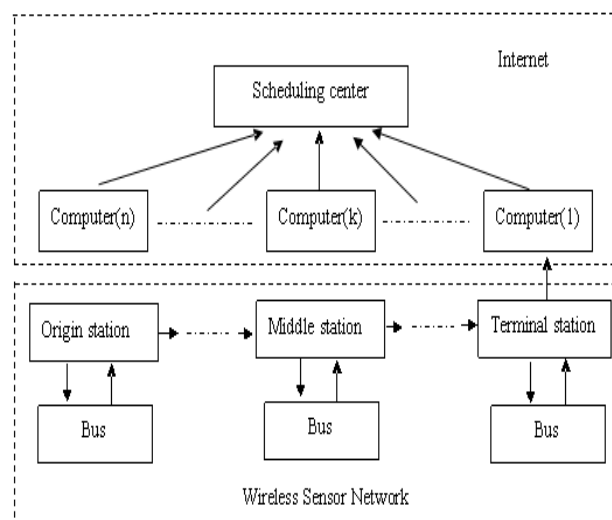 Internet
Scheduling center
Computer(n)
Computer(k)
Computer(1)
Origin station
Middle station
Terminal station
Bus
Bus
Bus
Wireless Sensor Network